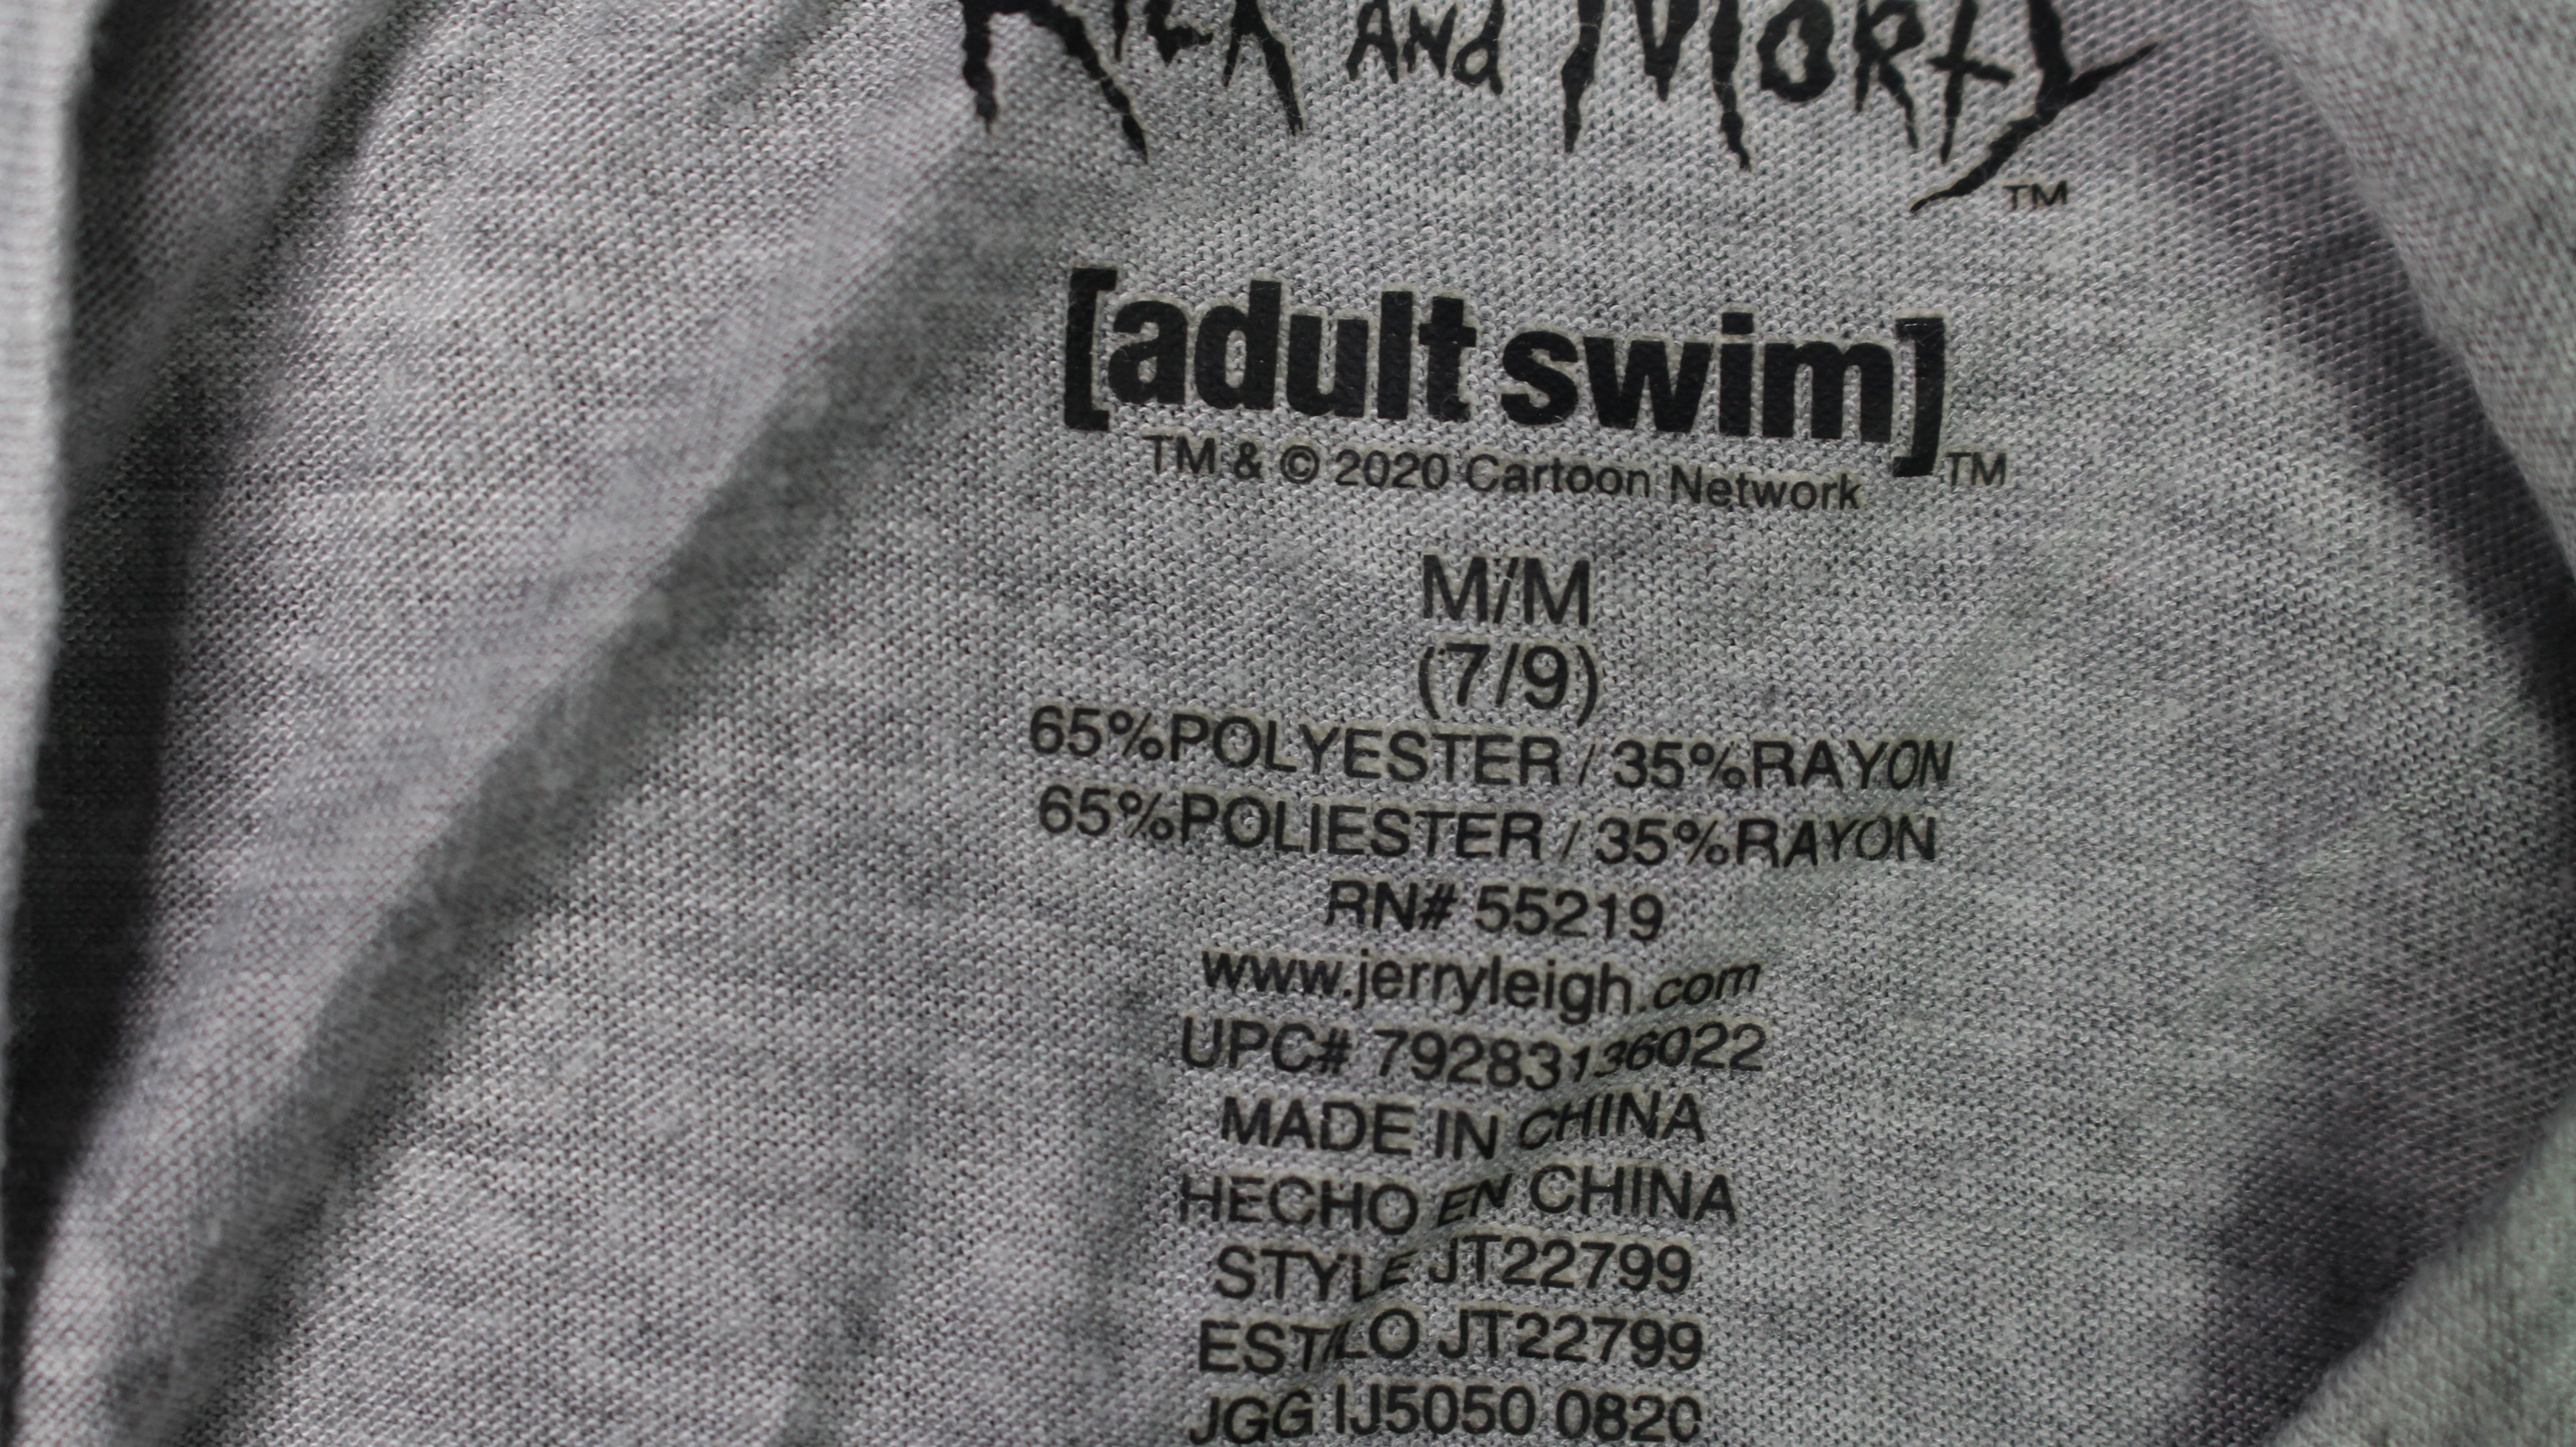 RICK AND MORTY™
[adult swim]™
TM & © 2020 Cartoon Network
M/M
(7/9)
65%POLYESTER / 35%RAYON
65%POLIESTER / 35%RAYON
RN# 55219
www.jerryleigh.com
UPC# 79283136022
MADE IN CHINA
HECHO EN CHINA
STYLE JT22799
ESTILO JT22799
JGG IJ5050 0820